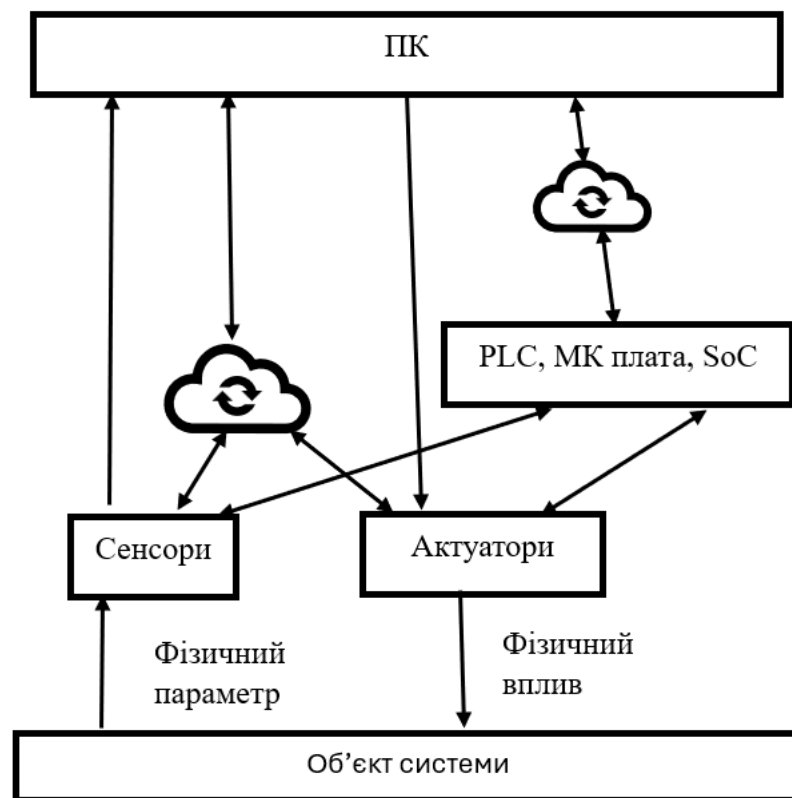 ПК
PLC, МК плата, SoC
Сенсори
Актуатори
Фізичний
параметр
Фізичний
вплив
Об’єкт системи